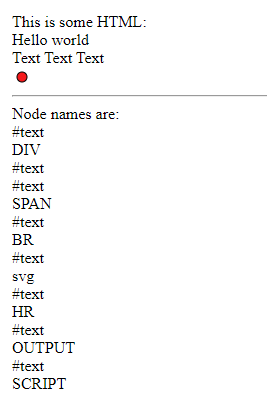 This is some HTML:
Hello world
Text Text Text
Node names are:
#text
DIV
#text
#text
SPAN
#text
BR
#text
svg
#text
HR
#text
OUTPUT
#text
SCRIPT